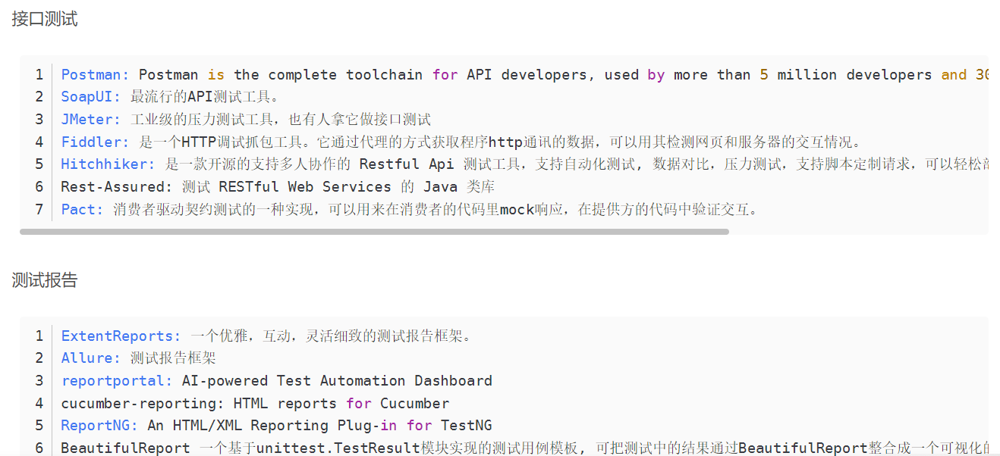 接口测试
1 Postman: Postman is the complete toolchain for API developers, used by more than 5 million developers and 30
2 SoapUI: 最流行的API测试工具。
3 JMeter: 工业级的压力测试工具，也有人拿它做接口测试
4 Fiddler: 是一个HTTP调试抓包工具。它通过代理的方式获取程序http通讯的数据，可以用其检测网页和服务器的交互情况。
5 Hitchhiker: 是一款开源的支持多人协作的 Restful Api 测试工具，支持自动化测试, 数据对比，压力测试，支持脚本定制请求，可以轻松部
6 Rest-Assured: 测试 RESTful Web Services 的 Java 类库
7 Pact: 消费者驱动契约测试的一种实现，可以用来在消费者的代码里mock响应，在提供方的代码中验证交互。
测试报告
1 ExtentReports: 一个优雅，互动，灵活细致的测试报告框架。
2 Allure: 测试报告框架
3 reportportal: AI-powered Test Automation Dashboard
4 cucumber-reporting: HTML reports for Cucumber
5 ReportNG: An HTML/XML Reporting Plug-in for TestNG
6 BeautifulReport 一个基于unittest.TestResult模块实现的测试用例模板, 可把测试中的结果通过BeautifulReport整合成一个可视化的